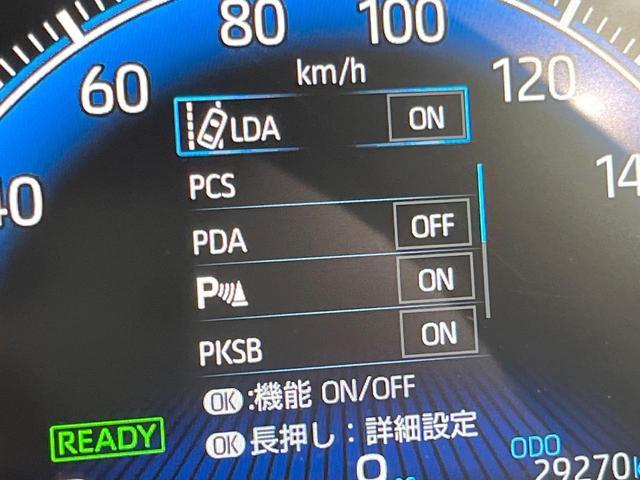 80 100
60 km/h 120
LDA ON
40 14
PCS
PDA OFF
P ON
PKSB ON
OK:機能 ON/OFF
OK長押し：詳細設定
READY
ODO
29270